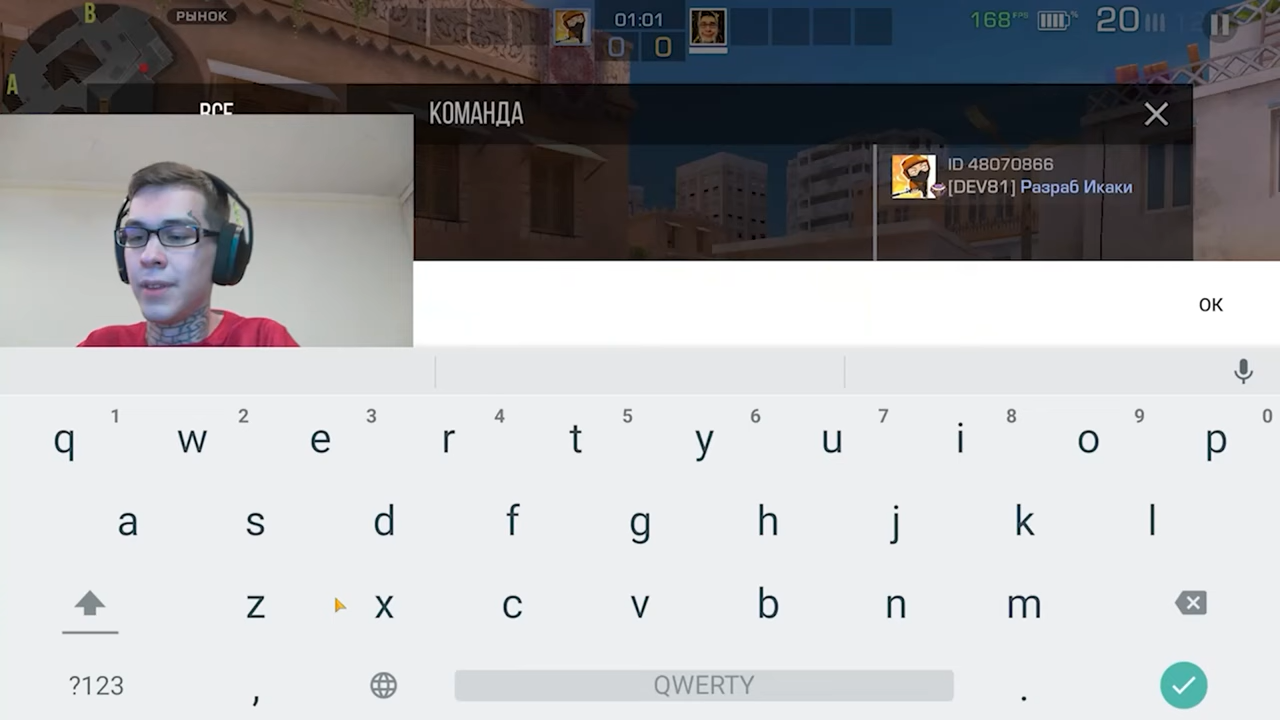 B
РЫНОК
01:01
0 0
168 FPS
%
20
A
ВСЕ
КОМАНДА
ID 48070866
[DEV81] Разраб Икаки
OK
1 2 3 4 5 6 7 8 9 0
q w e r t y u i o p
a s d f g h j k l
z x c v b n m
?123 , QWERTY .